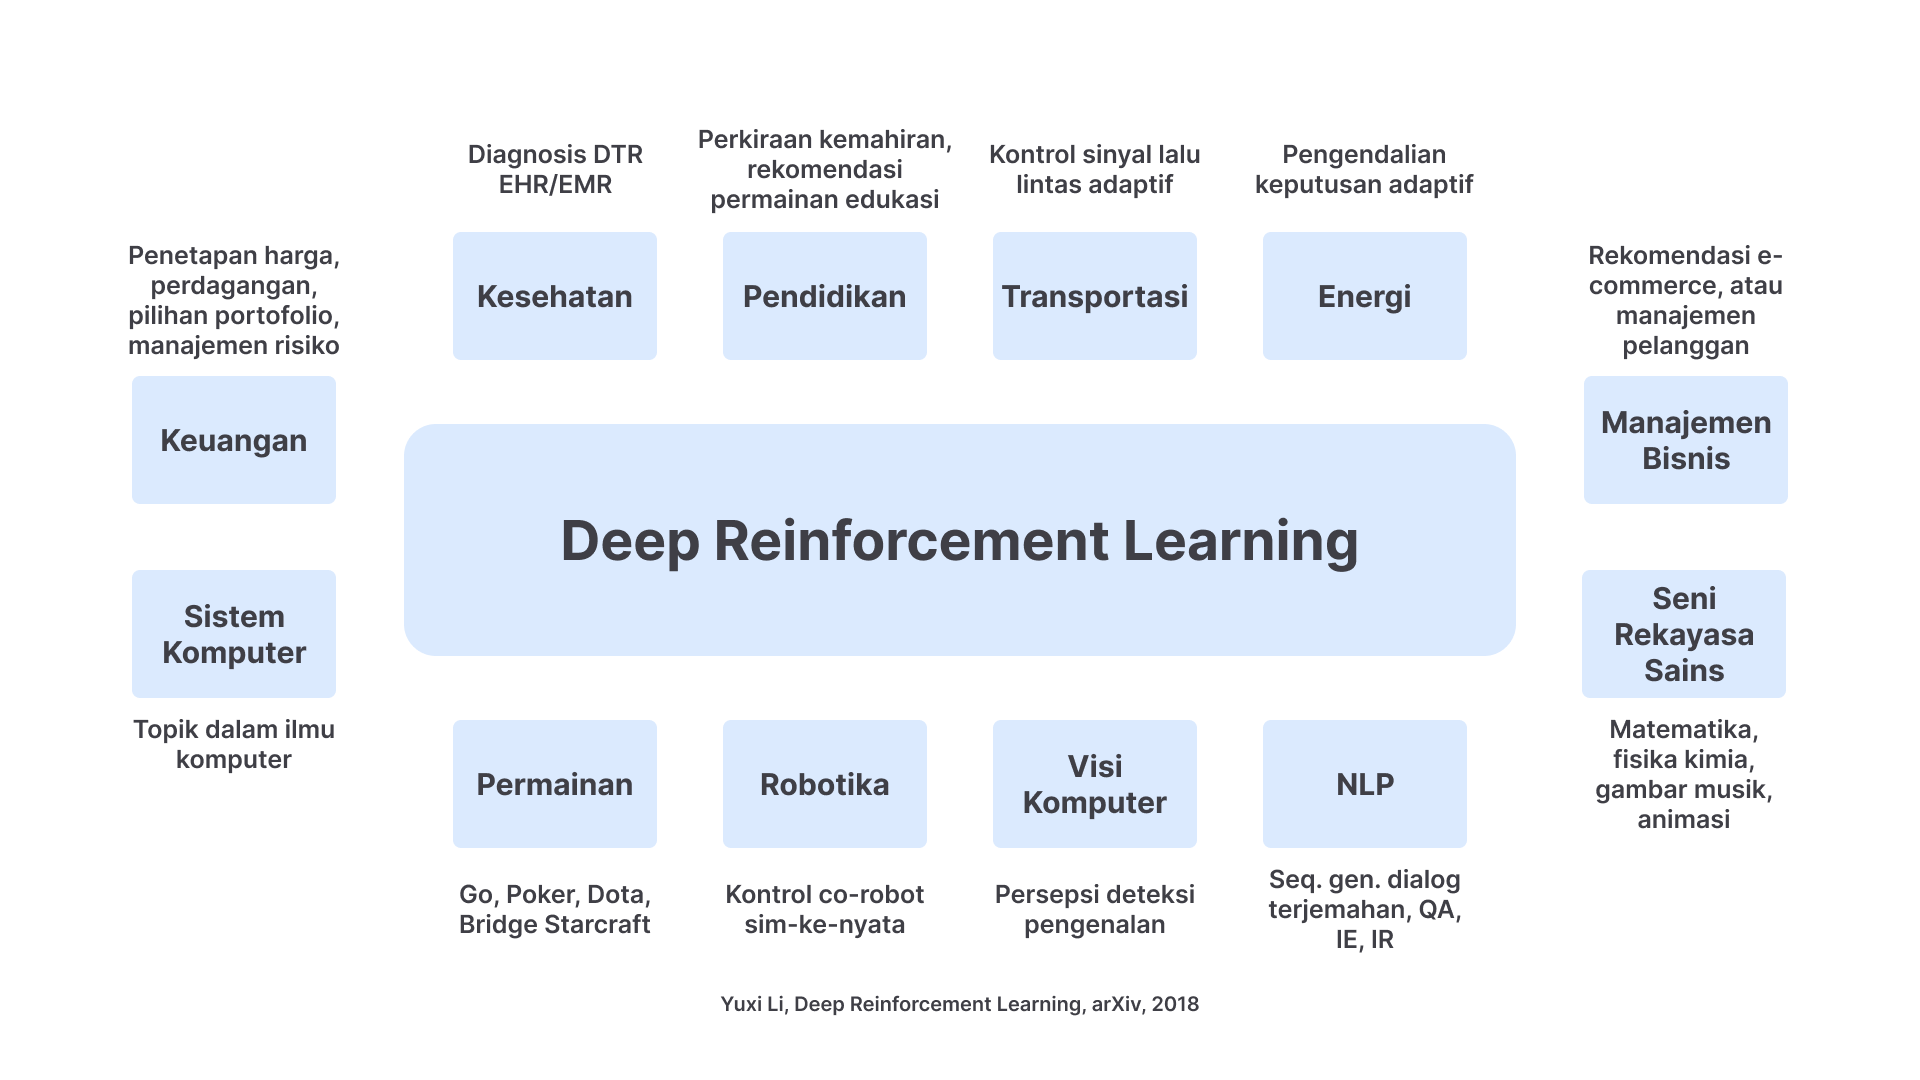 Diagnosis DTR
EHR/EMR
Perkiraan kemahiran,
rekomendasi
permainan edukasi
Kontrol sinyal lalu
lintas adaptif
Pengendalian
keputusan adaptif
Kesehatan
Pendidikan
Transportasi
Energi
Penetapan harga,
perdagangan,
pilihan portofolio,
manajemen risiko
Keuangan
Rekomendasi e-
commerce, atau
manajemen
pelanggan
Manajemen
Bisnis
Deep Reinforcement Learning
Sistem
Komputer
Topik dalam ilmu
komputer
Seni
Rekayasa
Sains
Matematika,
fisika kimia,
gambar musik,
animasi
Permainan
Robotika
Visi
Komputer
NLP
Go, Poker, Dota,
Bridge Starcraft
Kontrol co-robot
sim-ke-nyata
Persepsi deteksi
pengenalan
Seq. gen. dialog
terjemahan, QA,
IE, IR
Yuxi Li, Deep Reinforcement Learning, arXiv, 2018